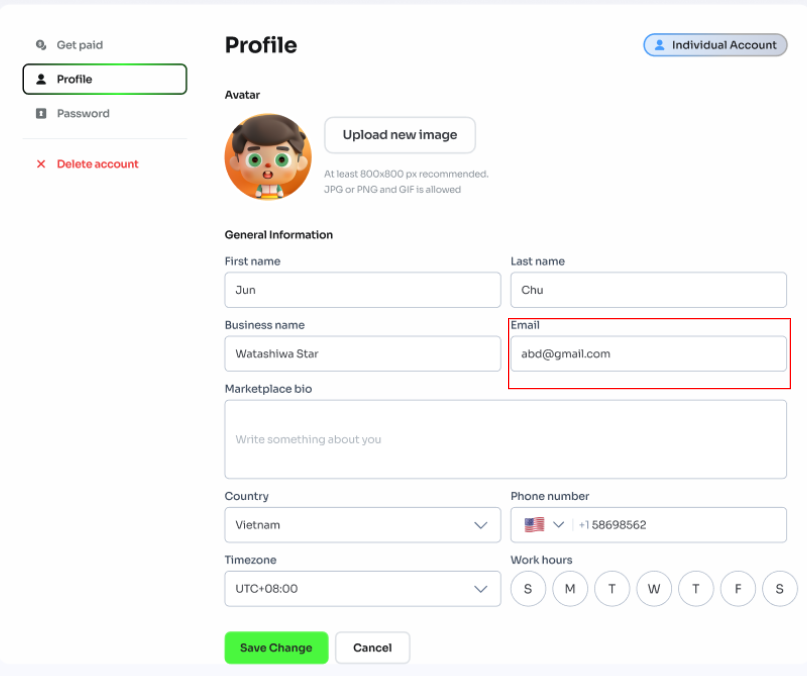 Get paid
Profile
Password
Delete account
Profile
Individual Account
Avatar
Upload new image
At least 800x800 px recommended.
JPG or PNG and GIF is allowed
General Information
First name
Last name
Jun
Chu
Business name
Email
Watashiwa Star
abd@gmail.com
Marketplace bio
Write something about you
Country
Phone number
Vietnam
+1 58698562
Timezone
Work hours
UTC+08:00
S M T W T F S
Save Change
Cancel